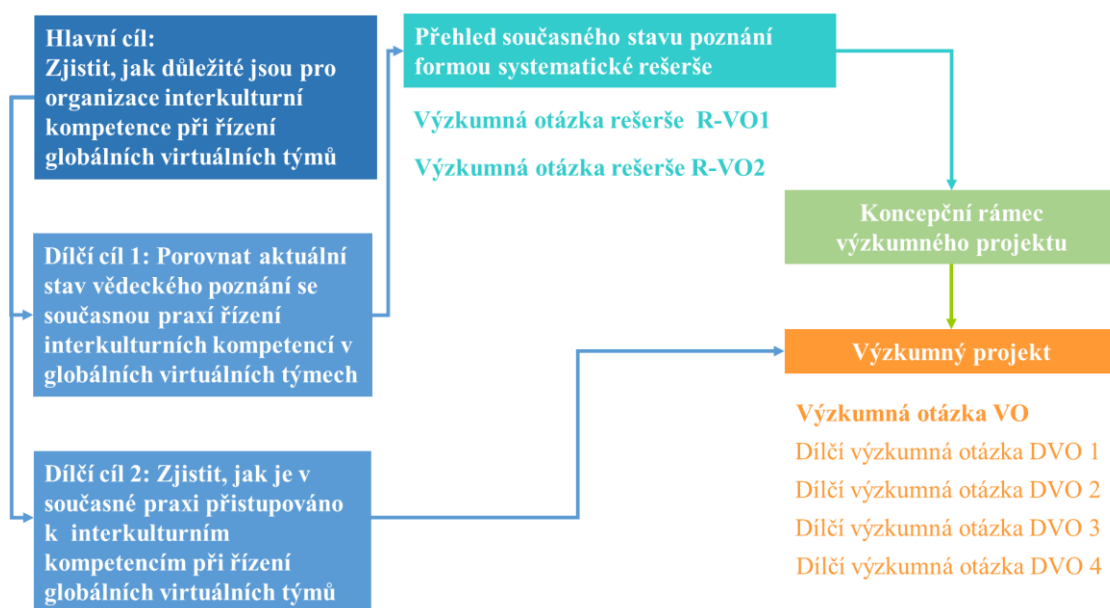 Hlavní cíl:
Zjistit, jak důležité jsou pro
organizace interkulturní
kompetence při řízení
globálních virtuálních týmů
Přehled současného stavu poznání
formou systematické rešerše
Výzkumná otázka rešerše R-VO1
Výzkumná otázka rešerše R-VO2
Koncepční rámec
výzkumného projektu
Dílčí cíl 1: Porovnat aktuální
stav vědeckého poznání se
současnou praxí řízení
interkulturních kompetencí v
globálních virtuálních týmech
Výzkumný projekt
Výzkumná otázka VO
Dílčí výzkumná otázka DVO 1
Dílčí výzkumná otázka DVO 2
Dílčí výzkumná otázka DVO 3
Dílčí výzkumná otázka DVO 4
Dílčí cíl 2: Zjistit, jak je v
současné praxi přistupováno
k interkulturním
kompetencím při řízení
globálních virtuálních týmů